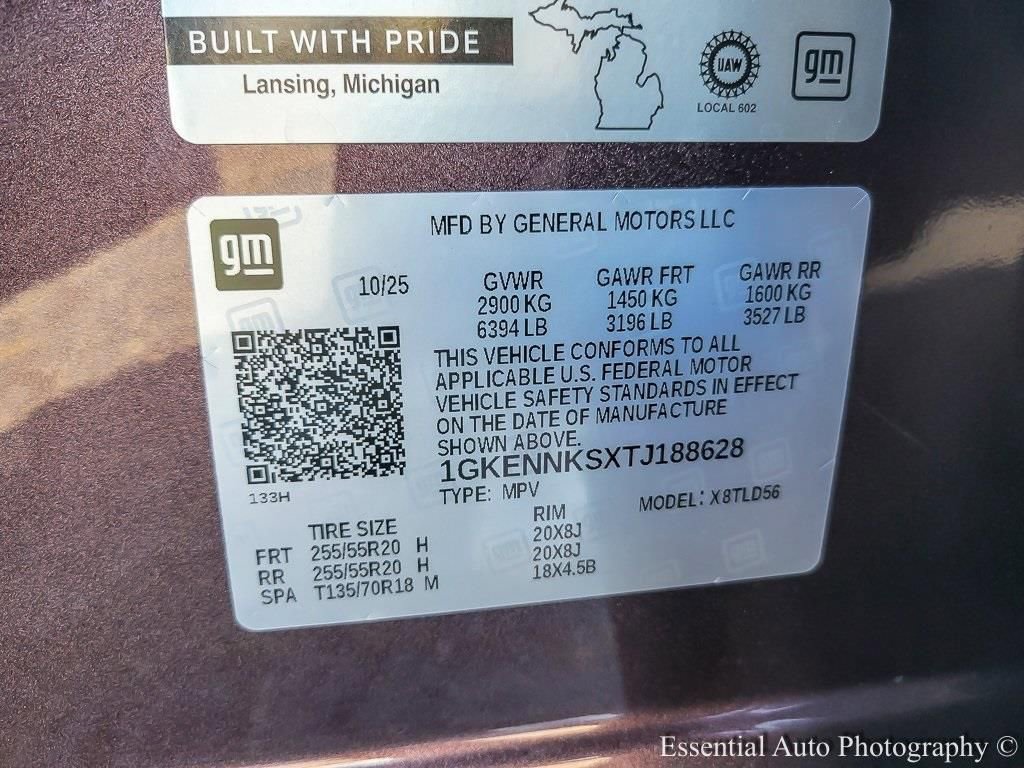 BUILT WITH PRIDE
Lansing, Michigan
UAW
LOCAL 602
gm
gm
MFD BY GENERAL MOTORS LLC
10/25
GVWR GAWR FRT GAWR RR
2900 KG 1450 KG 1600 KG
6394 LB 3196 LB 3527 LB
THIS VEHICLE CONFORMS TO ALL
APPLICABLE U.S. FEDERAL MOTOR
VEHICLE SAFETY STANDARDS IN EFFECT
ON THE DATE OF MANUFACTURE
SHOWN ABOVE.
1GKENNKSXTJ188628
133H
TYPE: MPV MODEL: X8TLD56
TIRE SIZE RIM
FRT 255/55R20 H 20X8J
RR 255/55R20 H 20X8J
SPA T135/70R18 M 18X4.5B
Essential Auto Photography ©